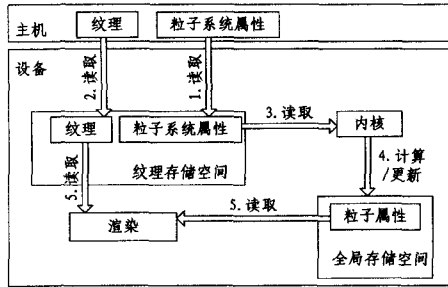 主机
纹理
粒子系统属性
设备
2.读取
1.读取
纹理
粒子系统属性
3.读取
内核
纹理存储空间
4.计算
/更新
5.读取
5.读取
渲染
粒子属性
全局存储空间